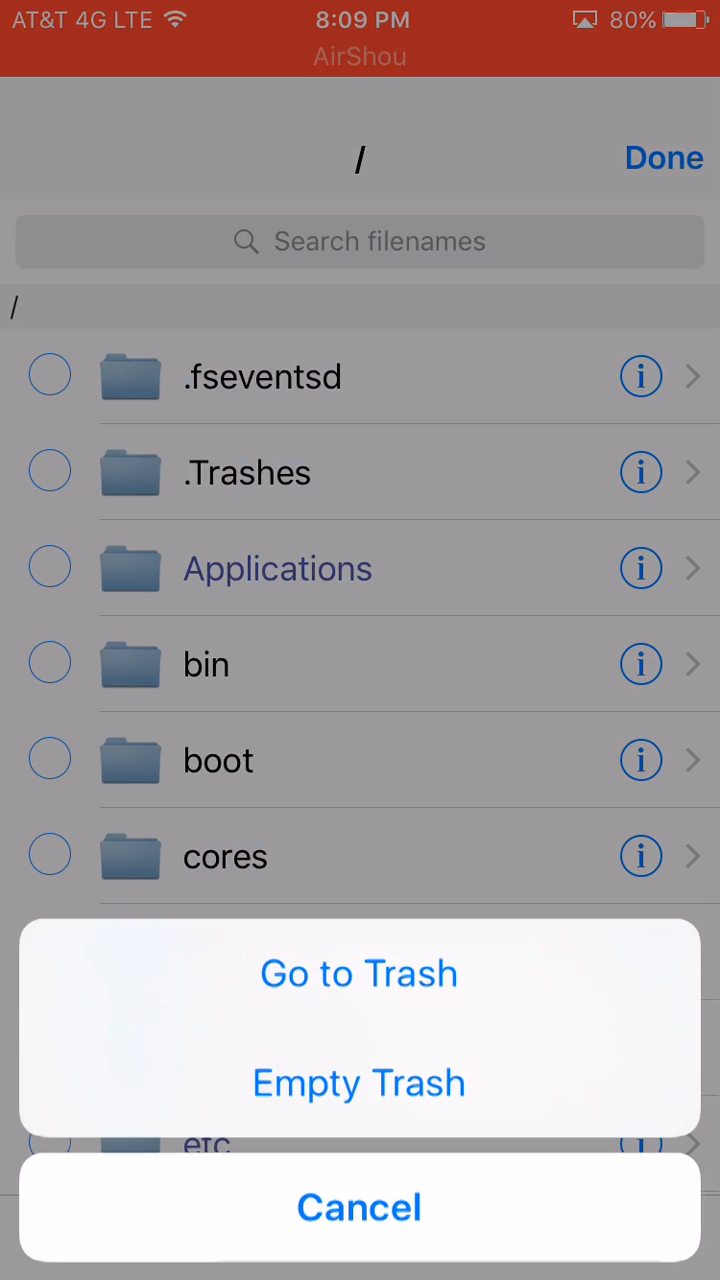 AT&T 4G LTE 8:09 PM 80%
AirShou
/ Done
Search filenames
/
.fseventsd
.Trashes
Applications
bin
boot
cores
Go to Trash
Empty Trash
etc
Cancel